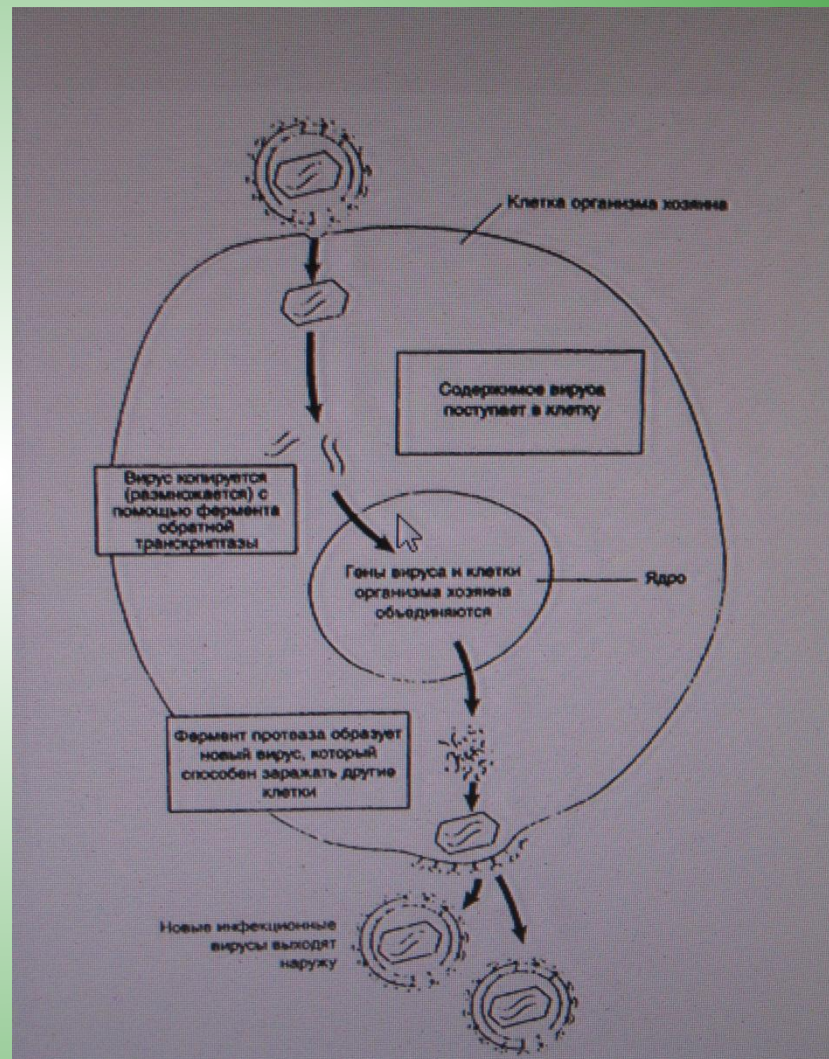 Клетка организма хозяина
Содержимое вируса
поступает в клетку
Вирус копируется
(размножается) с
помощью фермента
обратной
транскриптазы
Гены вируса и клетки
организма хозяина
объединяются
Ядро
Фермент протеаза образует
новый вирус, который
способен заражать другие
клетки
Новые инфекционные
вирусы выходят
наружу